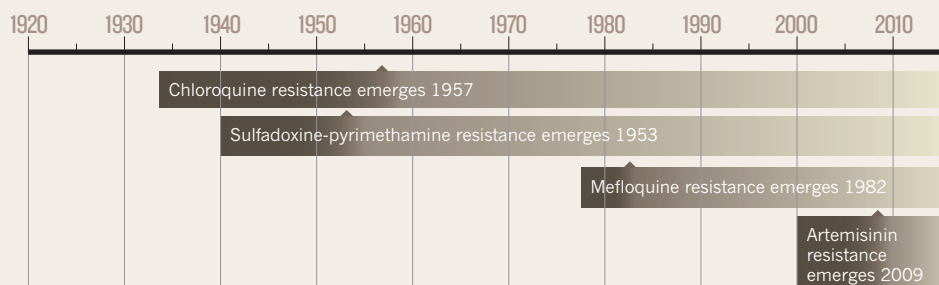 1920 1930 1940 1950 1960 1970 1980 1990 2000 2010
Chloroquine resistance emerges 1957
Sulfadoxine-pyrimethamine resistance emerges 1953
Mefloquine resistance emerges 1982
Artemisinin
resistance
emerges 2009